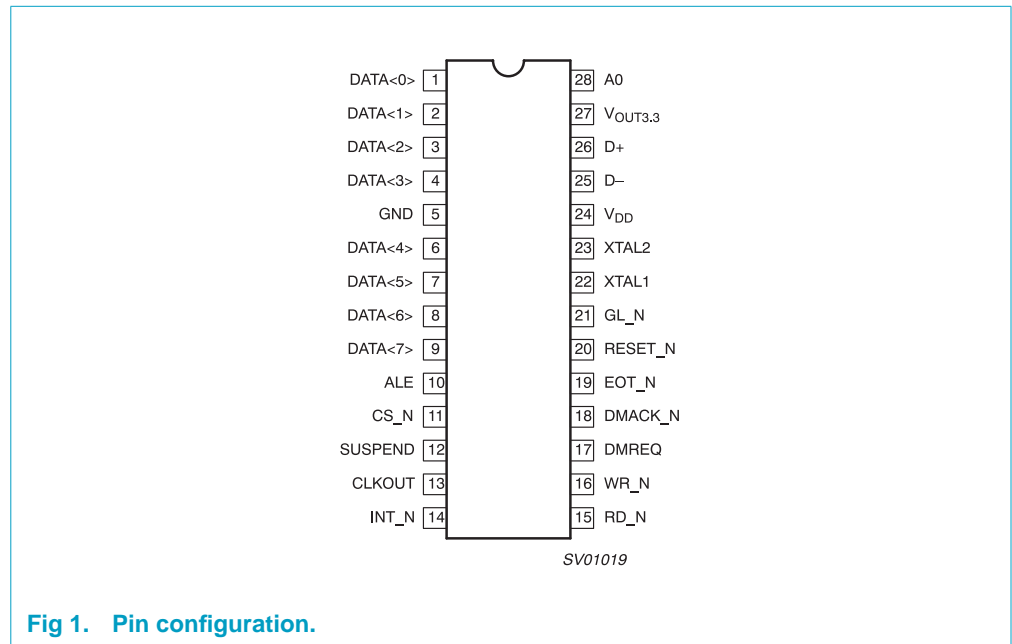 DATA<0> 1 28 A0
DATA<1> 2 27 VOUT3.3
DATA<2> 3 26 D+
DATA<3> 4 25 D–
GND 5 24 VDD
DATA<4> 6 23 XTAL2
DATA<5> 7 22 XTAL1
DATA<6> 8 21 GL_N
DATA<7> 9 20 RESET_N
ALE 10 19 EOT_N
CS_N 11 18 DMACK_N
SUSPEND 12 17 DMREQ
CLKOUT 13 16 WR_N
INT_N 14 15 RD_N
SV01019
Fig 1. Pin configuration.